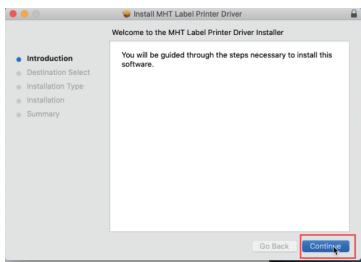 Install MHT Label Printer Driver
Welcome to the MHT Label Printer Driver Installer
Introduction
Destination Select
Installation Type
Installation
Summary
You will be guided through the steps necessary to install this
software.
Go Back
Continue